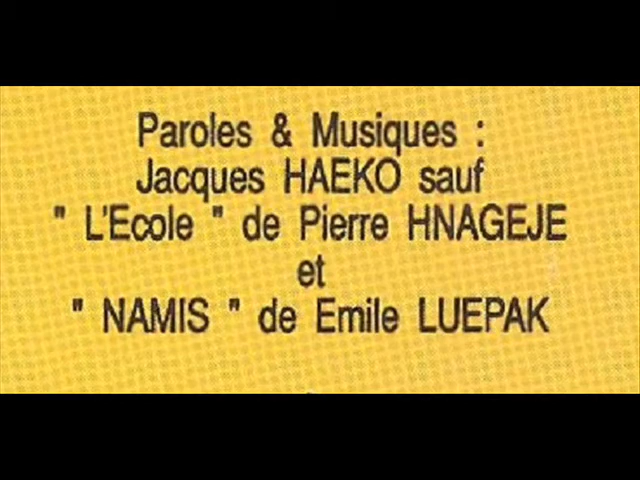 Paroles & Musiques :
Jacques HAEKO sauf
" L'Ecole " de Pierre HNAGEJE
et
" NAMIS " de Emile LUEPAK